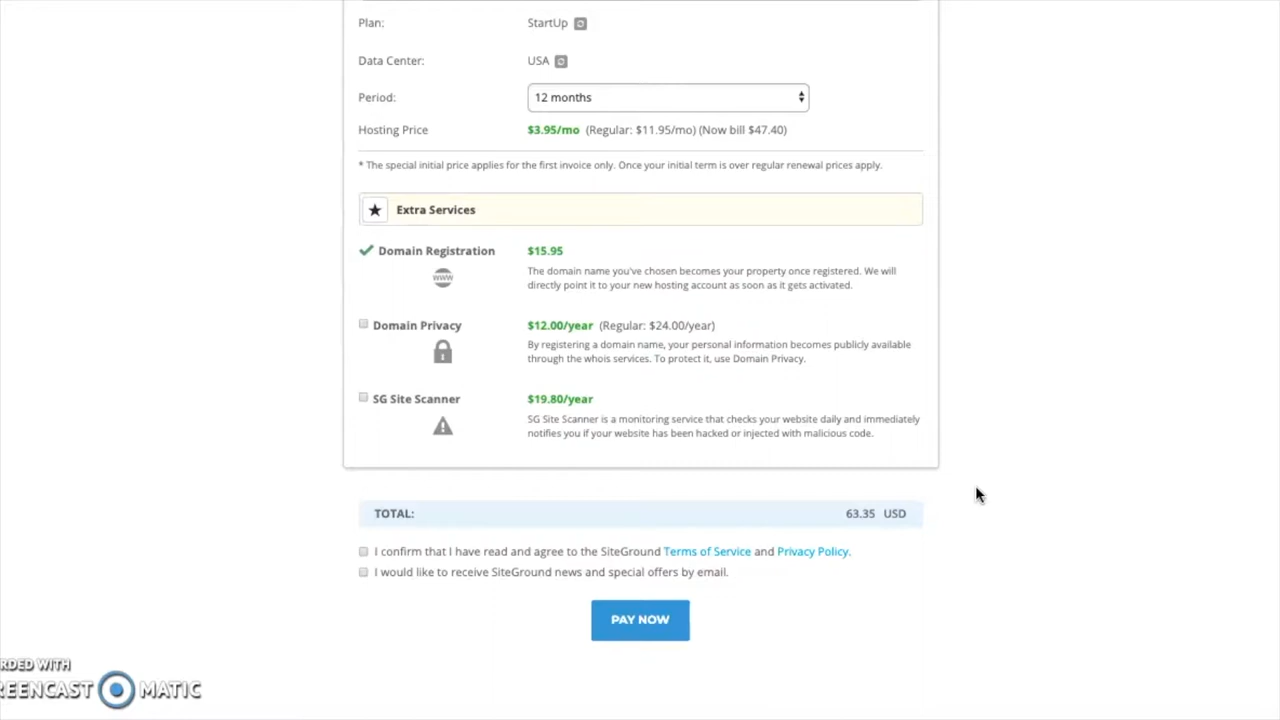 Plan: StartUp
Data Center: USA
Period: 12 months
Hosting Price $3.95/mo (Regular: $11.95/mo) (Now bill $47.40)
* The special initial price applies for the first invoice only. Once your initial term is over regular renewal prices apply.
Extra Services
Domain Registration $15.95
www
The domain name you've chosen becomes your property once registered. We will
directly point it to your new hosting account as soon as it gets activated.
Domain Privacy $12.00/year (Regular: $24.00/year)
By registering a domain name, your personal information becomes publicly available
through the whois services. To protect it, use Domain Privacy.
SG Site Scanner $19.80/year
SG Site Scanner is a monitoring service that checks your website daily and immediately
notifies you if your website has been hacked or injected with malicious code.
TOTAL: 63.35 USD
I confirm that I have read and agree to the SiteGround Terms of Service and Privacy Policy.
I would like to receive SiteGround news and special offers by email.
PAY NOW
RDED WITH
REENCAST MATIC